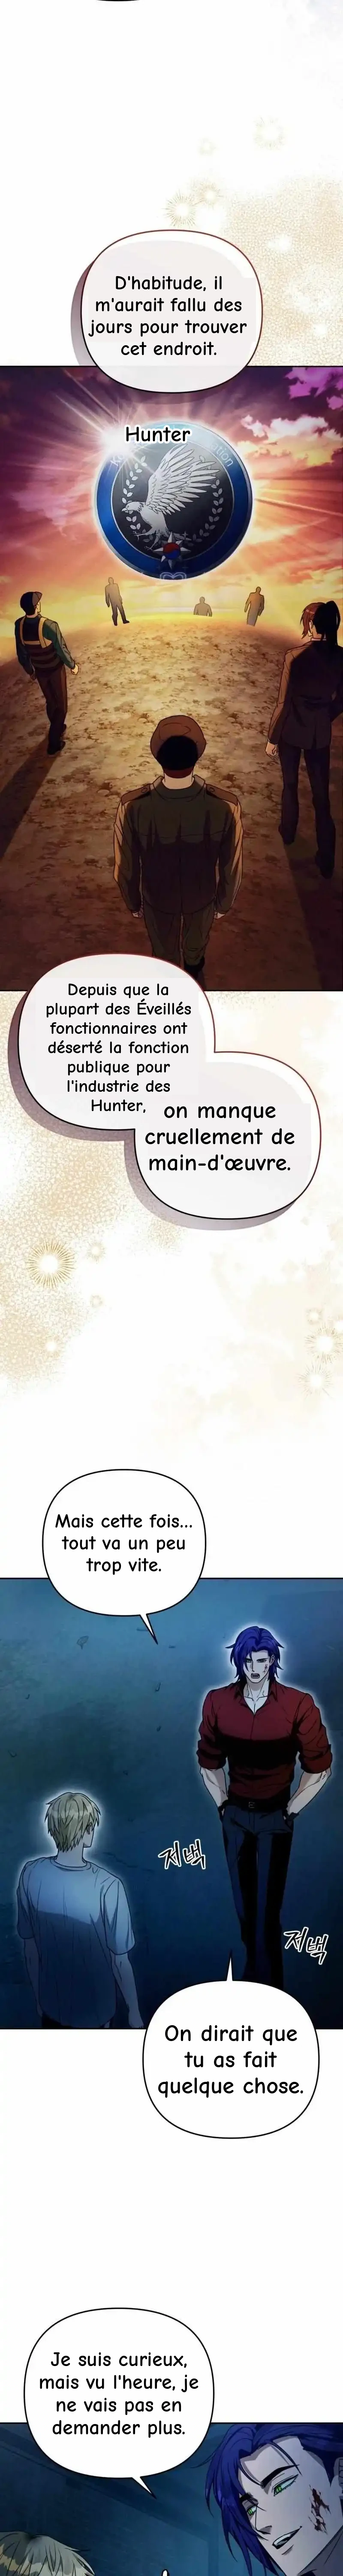 D'habitude, il
m'aurait fallu des
jours pour trouver
cet endroit.
Hunter
tion
Depuis que la
plupart des Éveillés
fonctionnaires ont
déserté la fonction
publique pour
l'industrie des
Hunter,
on manque
cruellement de
main-d'œuvre.
Mais cette fois...
tout va un peu
trop vite.
저벅
저벅
On dirait que
tu as fait
quelque chose.
Je suis curieux,
mais vu l'heure, je
ne vais pas en
demander plus.